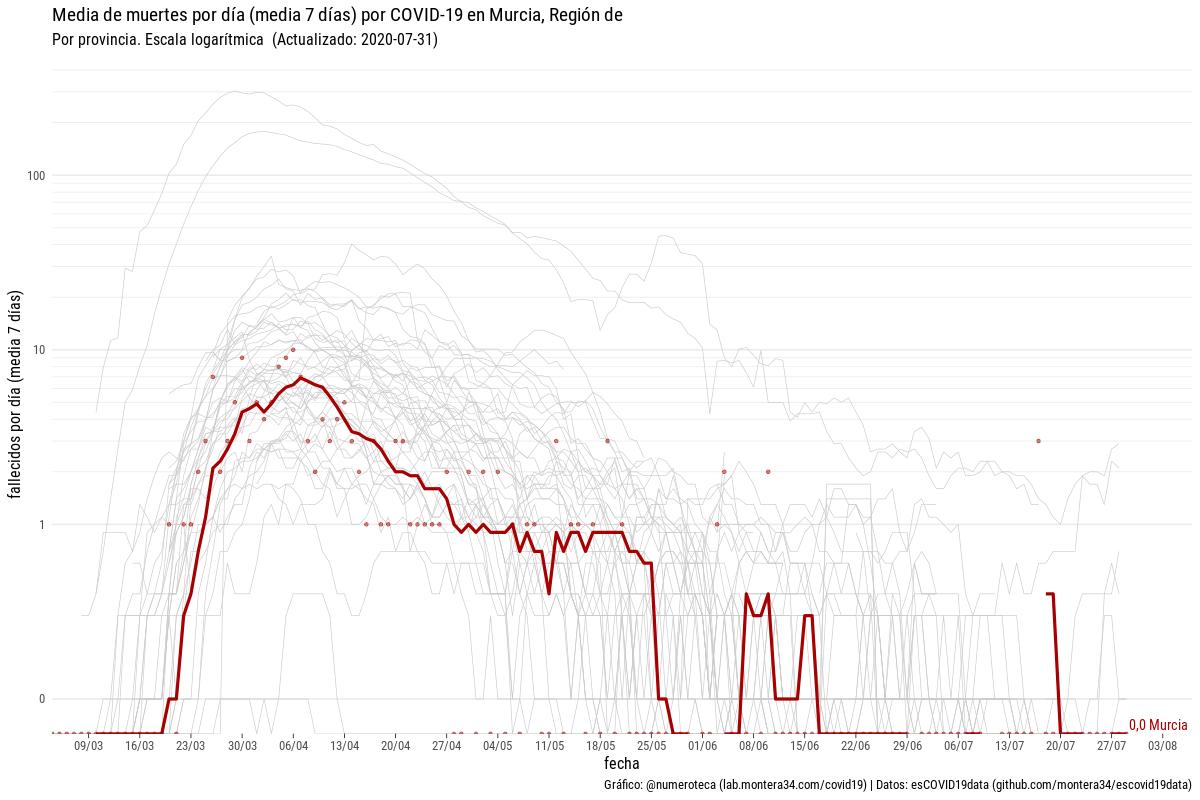 Media de muertes por día (media 7 días) por COVID-19 en Murcia, Región de
Por provincia. Escala logarítmica  (Actualizado: 2020-07-31)
fallecidos por día (media  7 días)
100
10
1
0
0,0 Murcia
09/03 16/03 23/03 30/03 06/04 13/04 20/04 27/04 04/05 11/05 18/05 25/05 01/06 08/06 15/06 22/06 29/06 06/07 13/07 20/07 27/07 03/08
fecha
Gráfico: @numeroteca (lab.montera34.com/covid19) | Datos: esCOVID19data (github.com/montera34/escovid19data)